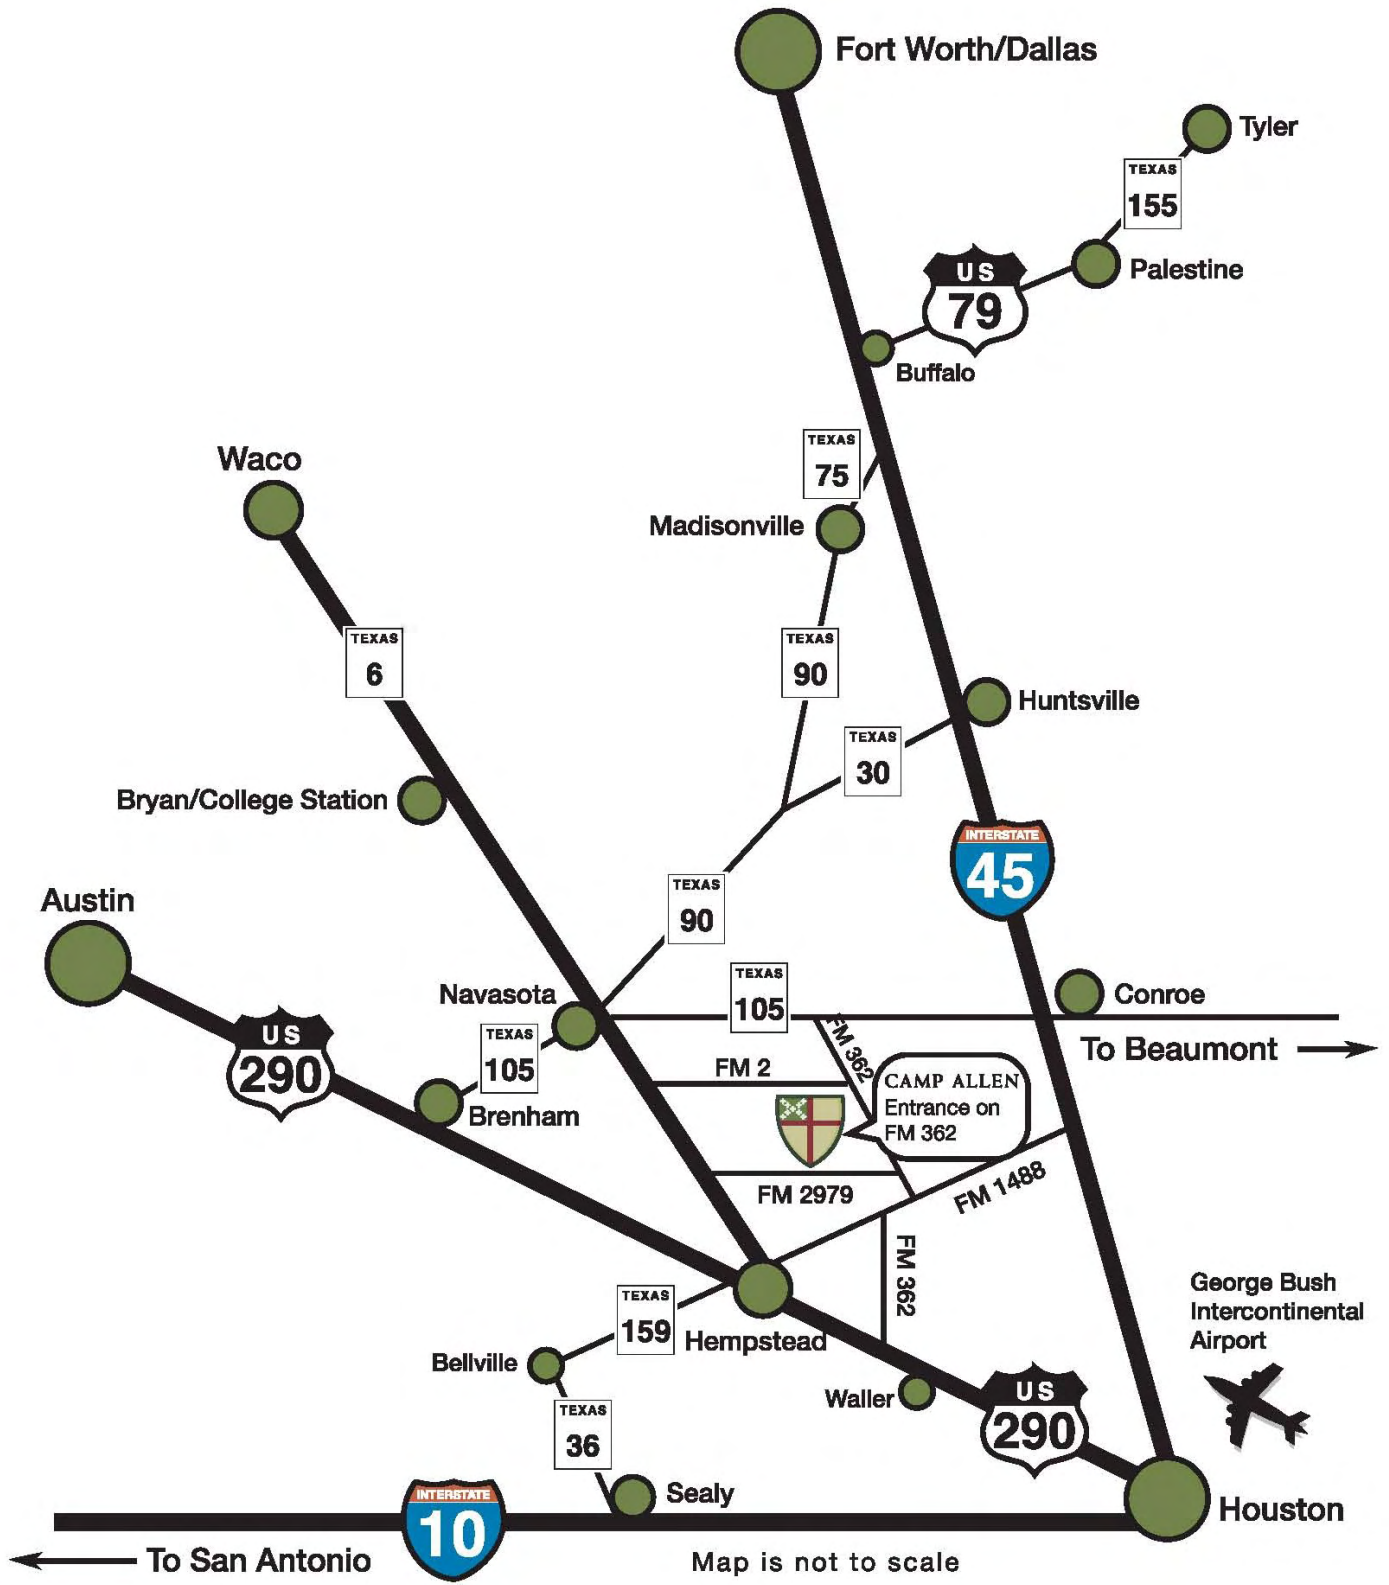 Fort Worth/Dallas
Tyler
TEXAS
155
Palestine
US
79
Buffalo
TEXAS
75
Waco
Madisonville
TEXAS
6
TEXAS
90
Huntsville
TEXAS
30
Bryan/College Station
INTERSTATE
45
TEXAS
90
Austin
Navasota
TEXAS
105
Conroe
To Beaumont
US
290
TEXAS
105
Brenham
FM 2
FM 362
CAMP ALLEN
Entrance on
FM 362
FM 2979
FM 1488
FM 362
George Bush
Intercontinental
Airport
TEXAS
159
Hempstead
Bellville
Waller
US
290
TEXAS
36
Sealy
Houston
INTERSTATE
10
To San Antonio
Map is not to scale